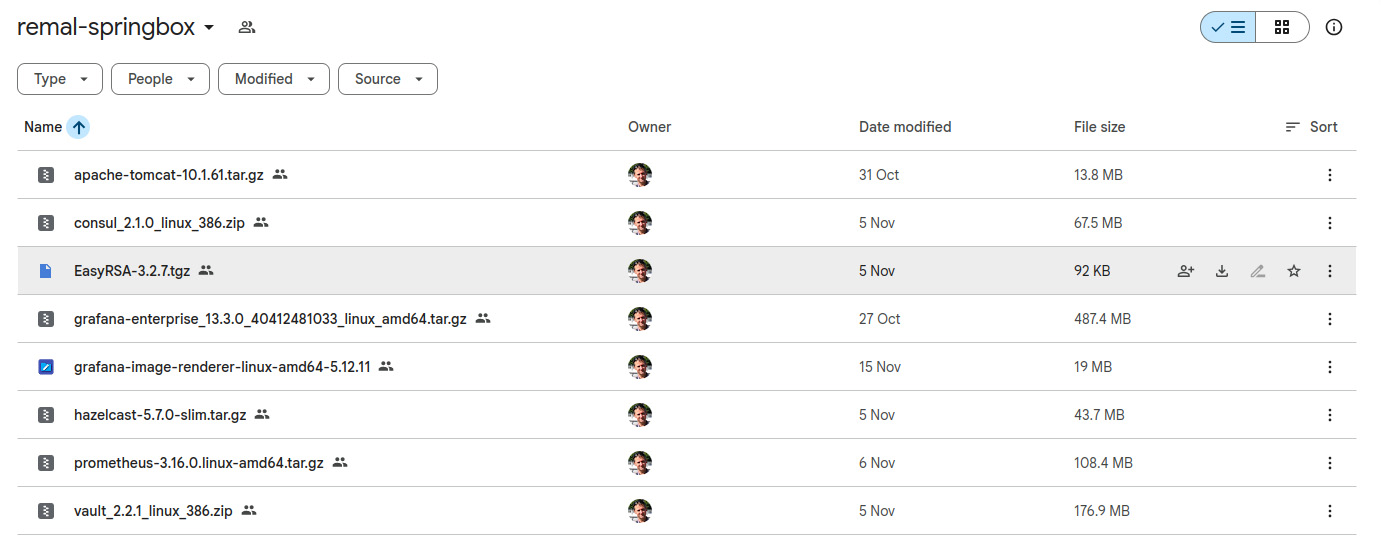 remal-springbox
Type People Modified Source
Name Owner Date modified File size Sort
apache-tomcat-10.1.61.tar.gz 31 Oct 13.8 MB
consul_2.1.0_linux_386.zip 5 Nov 67.5 MB
EasyRSA-3.2.7.tgz 5 Nov 92 KB
grafana-enterprise_13.3.0_40412481033_linux_amd64.tar.gz 27 Oct 487.4 MB
grafana-image-renderer-linux-amd64-5.12.11 15 Nov 19 MB
hazelcast-5.7.0-slim.tar.gz 5 Nov 43.7 MB
prometheus-3.16.0.linux-amd64.tar.gz 6 Nov 108.4 MB
vault_2.2.1_linux_386.zip 5 Nov 176.9 MB